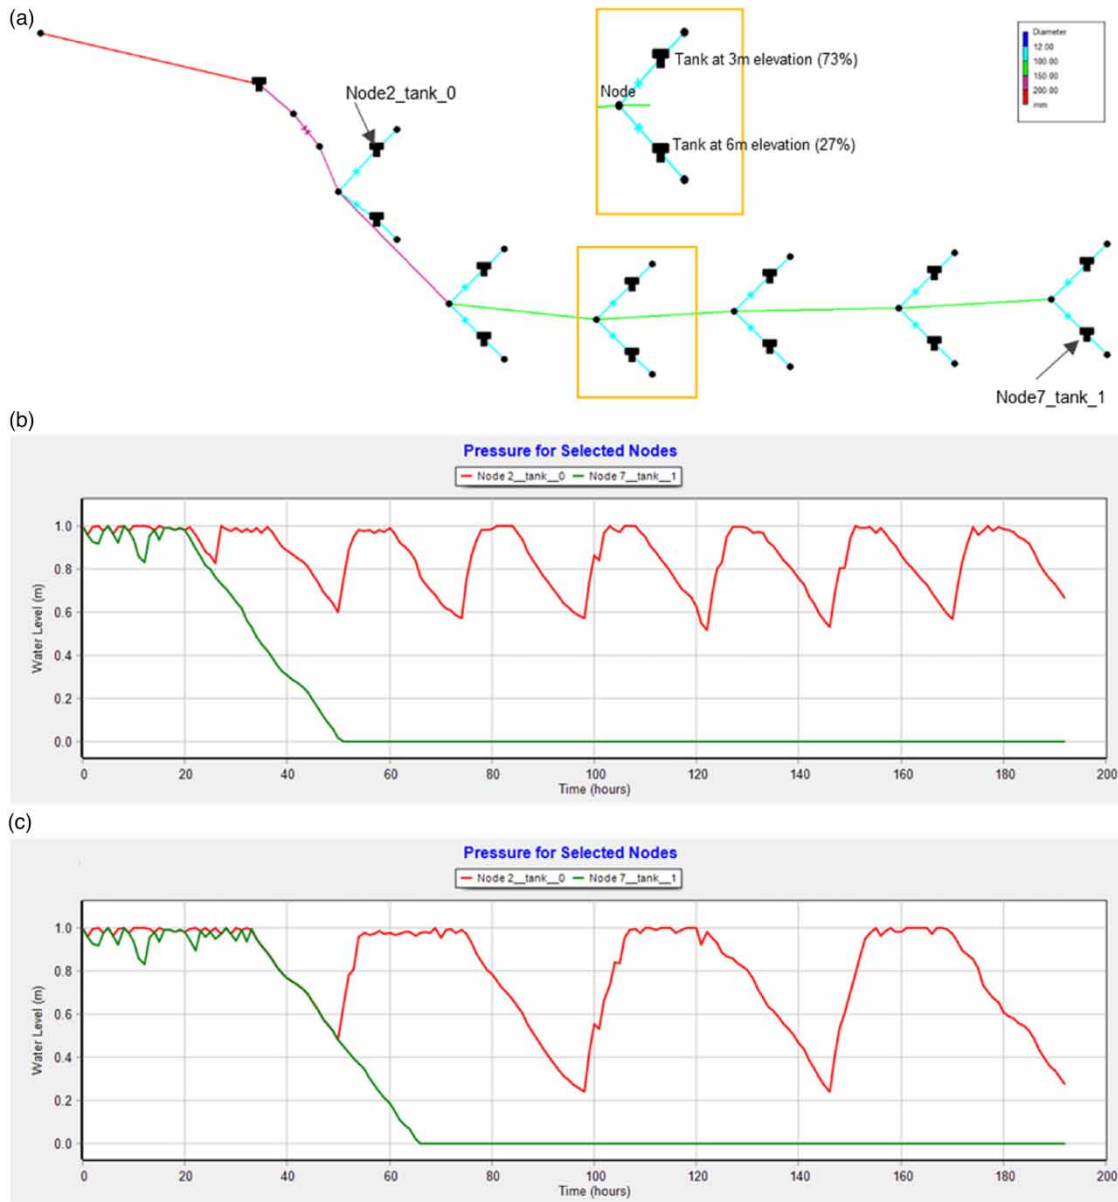 (a)
Node2_tank_0
Node
Tank at 3m elevation (73%)
Tank at 6m elevation (27%)
Diameter
12.00
100.00
150.00
200.00
mm
Node7_tank_1
(b)
Pressure for Selected Nodes
Node 2__tank__0 Node 7__tank__1
Water Level (m)
1.0
0.8
0.6
0.4
0.2
0.0
0 20 40 60 80 100 120 140 160 180 200
Time (hours)
(c)
Pressure for Selected Nodes
Node 2__tank__0 Node 7__tank__1
Water Level (m)
1.0
0.8
0.6
0.4
0.2
0.0
0 20 40 60 80 100 120 140 160 180 200
Time (hours)